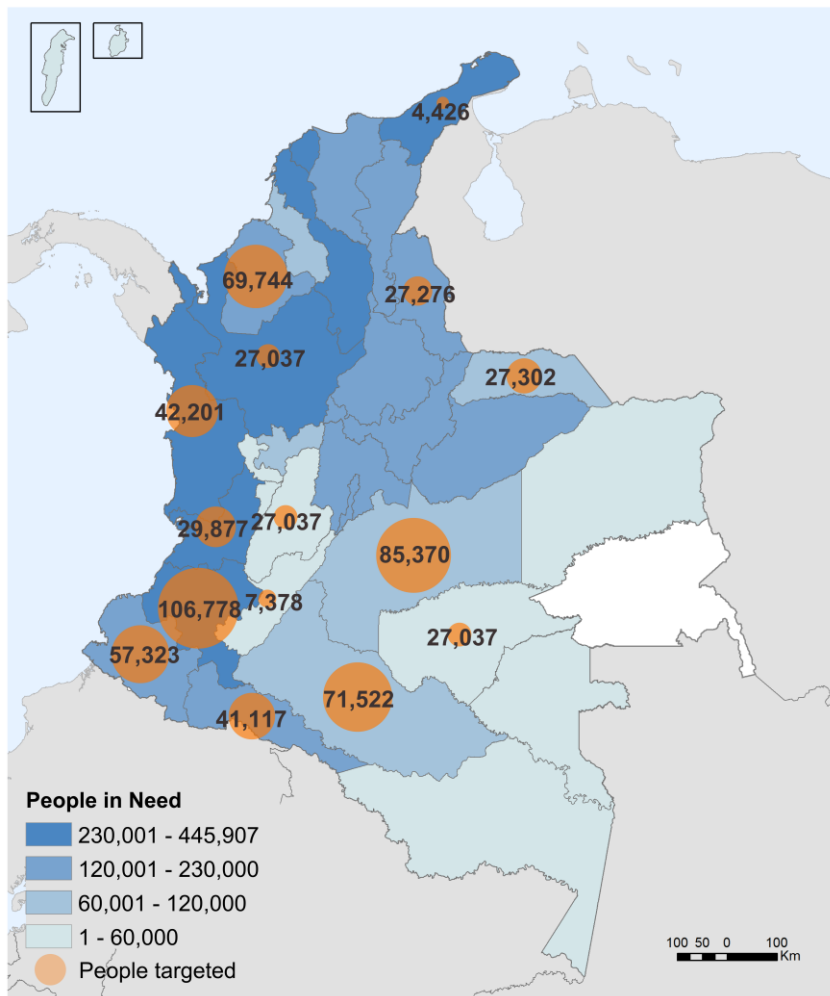 4,426
69,744
27,276
27,037
27,302
42,201
29,877
27,037
85,370
106,778
7,378
27,037
57,323
71,522
41,117
People in Need
230,001 - 445,907
120,001 - 230,000
60,001 - 120,000
1 - 60,000
People targeted
100 50 0 100
Km